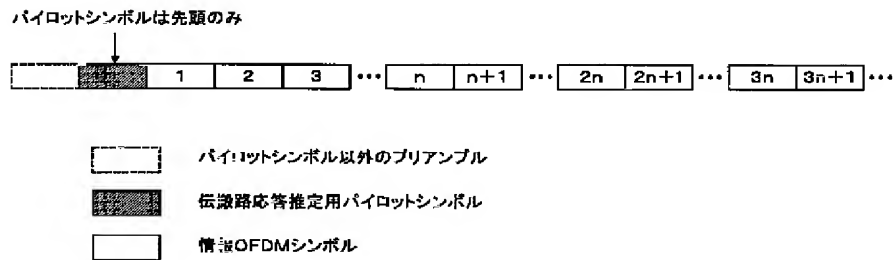 パイロットシンボルは先頭のみ
1 2 3 ••• n n+1 ••• 2n 2n+1 ••• 3n 3n+1 •••
パイロットシンボル以外のプリアンブル
伝搬路応答推定用パイロットシンボル
情報OFDMシンボル